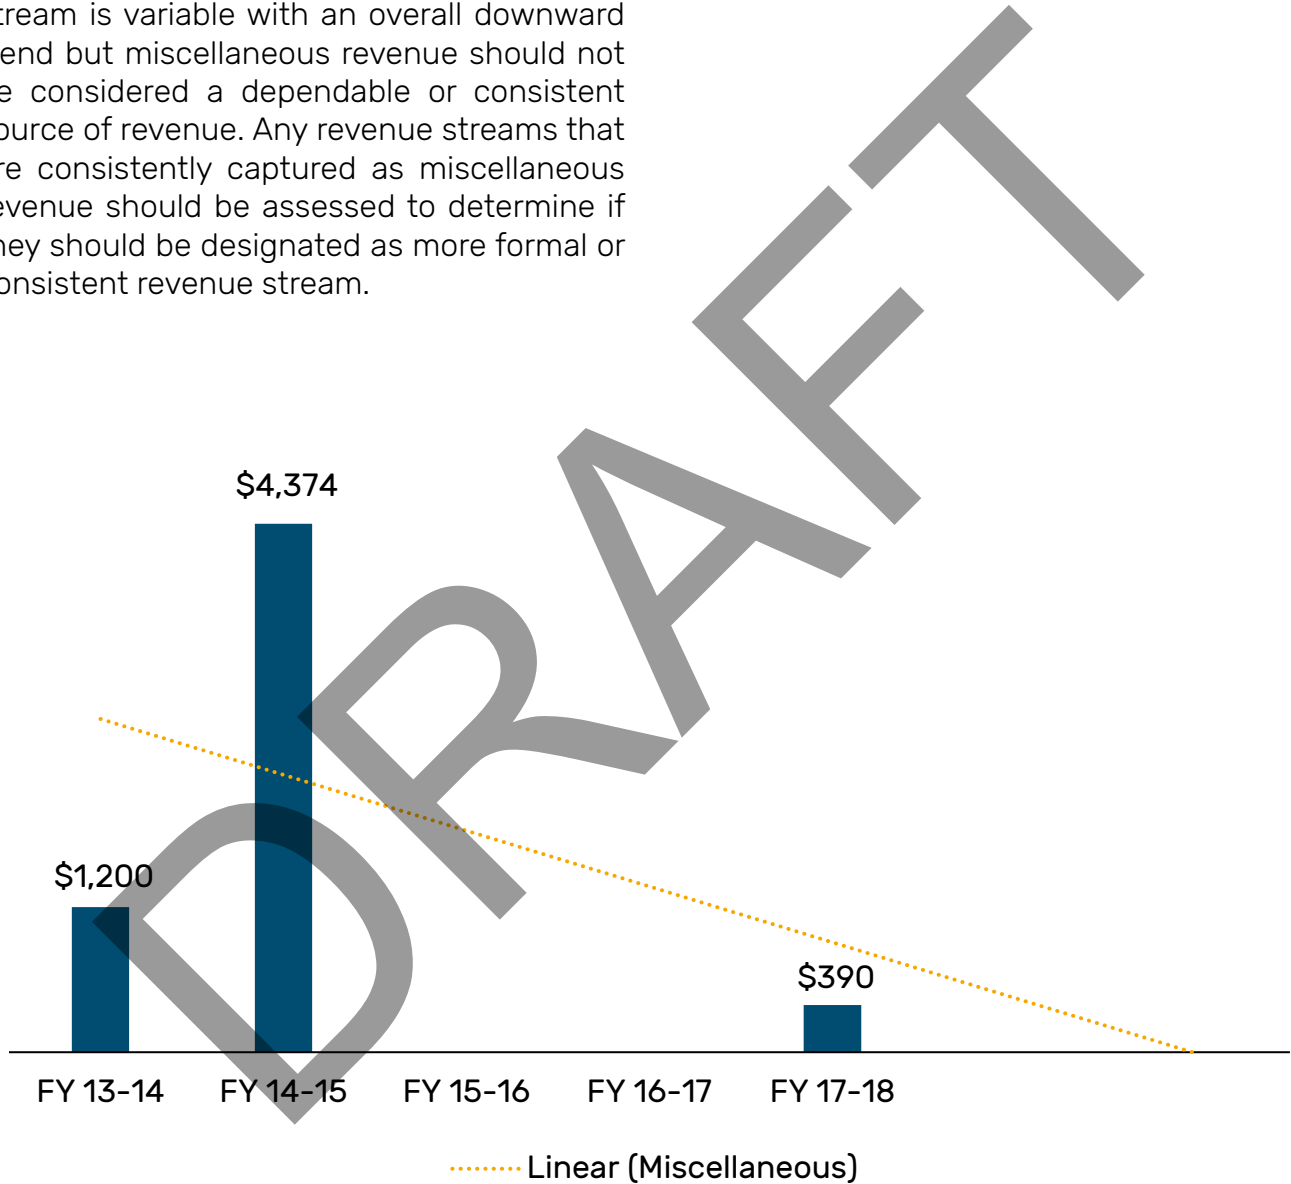 tream is variable with an overall downward
end but miscellaneous revenue should not
e considered a dependable or consistent
ource of revenue. Any revenue streams that
re consistently captured as miscellaneous
evenue should be assessed to determine if
hey should be designated as more formal or
onsistent revenue stream.
DRAFT
$4,374
$1,200
$390
FY 13-14 FY 14-15 FY 15-16 FY 16-17 FY 17-18
Linear (Miscellaneous)